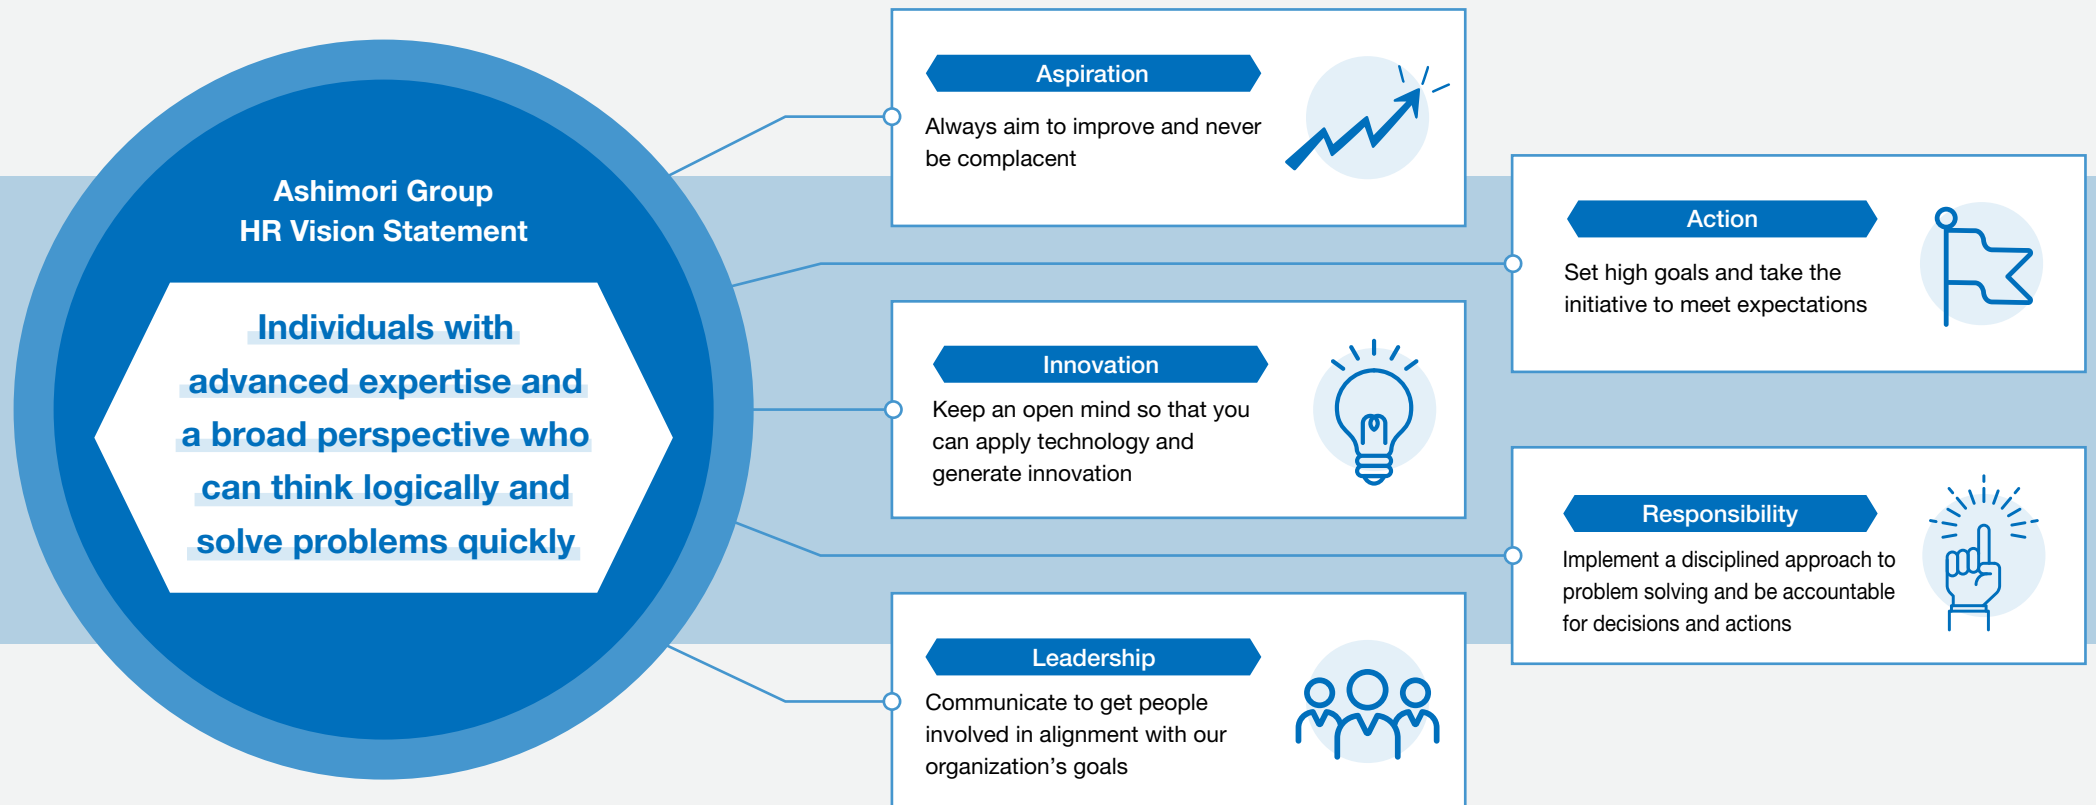 Ashimori Group
HR Vision Statement
Individuals with
advanced expertise and
a broad perspective who
can think logically and
solve problems quickly
Aspiration
Always aim to improve and never
be complacent
Action
Set high goals and take the
initiative to meet expectations
Innovation
Keep an open mind so that you
can apply technology and
generate innovation
Responsibility
Implement a disciplined approach to
problem solving and be accountable
for decisions and actions
Leadership
Communicate to get people
involved in alignment with our
organization’s goals